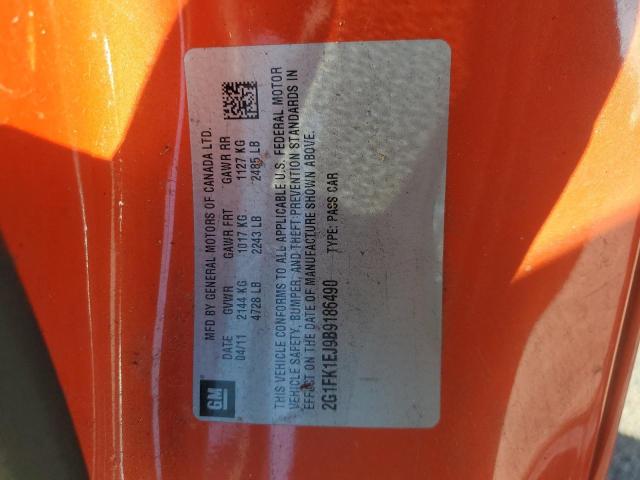 GM
MFD BY GENERAL MOTORS OF CANADA LTD.
DATE GVWR GAWR FRT GAWR RR
04/11 2144 KG 1017 KG 1127 KG
4728 LB 2243 LB 2485 LB
THIS VEHICLE CONFORMS TO ALL APPLICABLE U.S. FEDERAL MOTOR
VEHICLE SAFETY, BUMPER, AND THEFT PREVENTION STANDARDS IN
EFFECT ON THE DATE OF MANUFACTURE SHOWN ABOVE.
2G1FK1EJ9B9186490 TYPE: PASS CAR